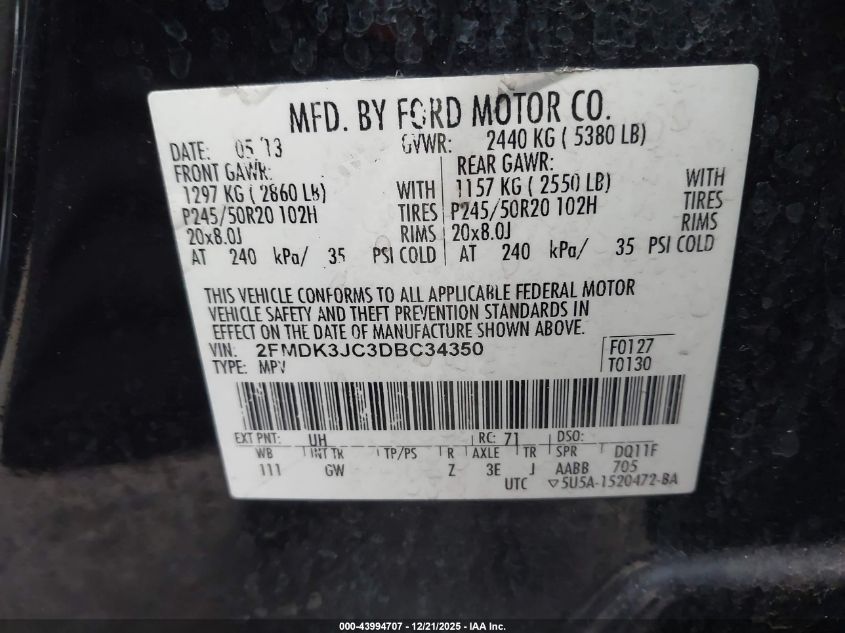 MFD. BY FORD MOTOR CO.
DATE: 05 13 GVWR: 2440 KG ( 5380 LB)
FRONT GAWR: REAR GAWR:
1297 KG ( 2860 LB) WITH 1157 KG ( 2550 LB) WITH
P245/50R20 102H TIRES P245/50R20 102H TIRES
20x8.0J RIMS 20x8.0J RIMS
AT 240 kPa/ 35 PSI COLD AT 240 kPa/ 35 PSI COLD
THIS VEHICLE CONFORMS TO ALL APPLICABLE FEDERAL MOTOR
VEHICLE SAFETY AND THEFT PREVENTION STANDARDS IN
EFFECT ON THE DATE OF MANUFACTURE SHOWN ABOVE.
VIN: 2FMDK3JC3DBC34350 F0127
TYPE: MPV T0130
EXT PNT: UH RC: 71 DSO:
WB INT TR TP/PS R AXLE TR SPR DQ11F
111 GW Z 3E J AABB 705
UTC ▽5U5A-1520472-BA
000-43994707 - 12/21/2025 - IAA Inc.